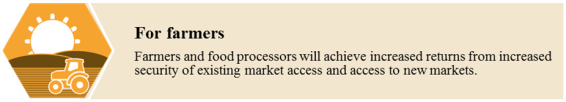 For farmers
Farmers and food processors will achieve increased returns from increased
security of existing market access and access to new markets.